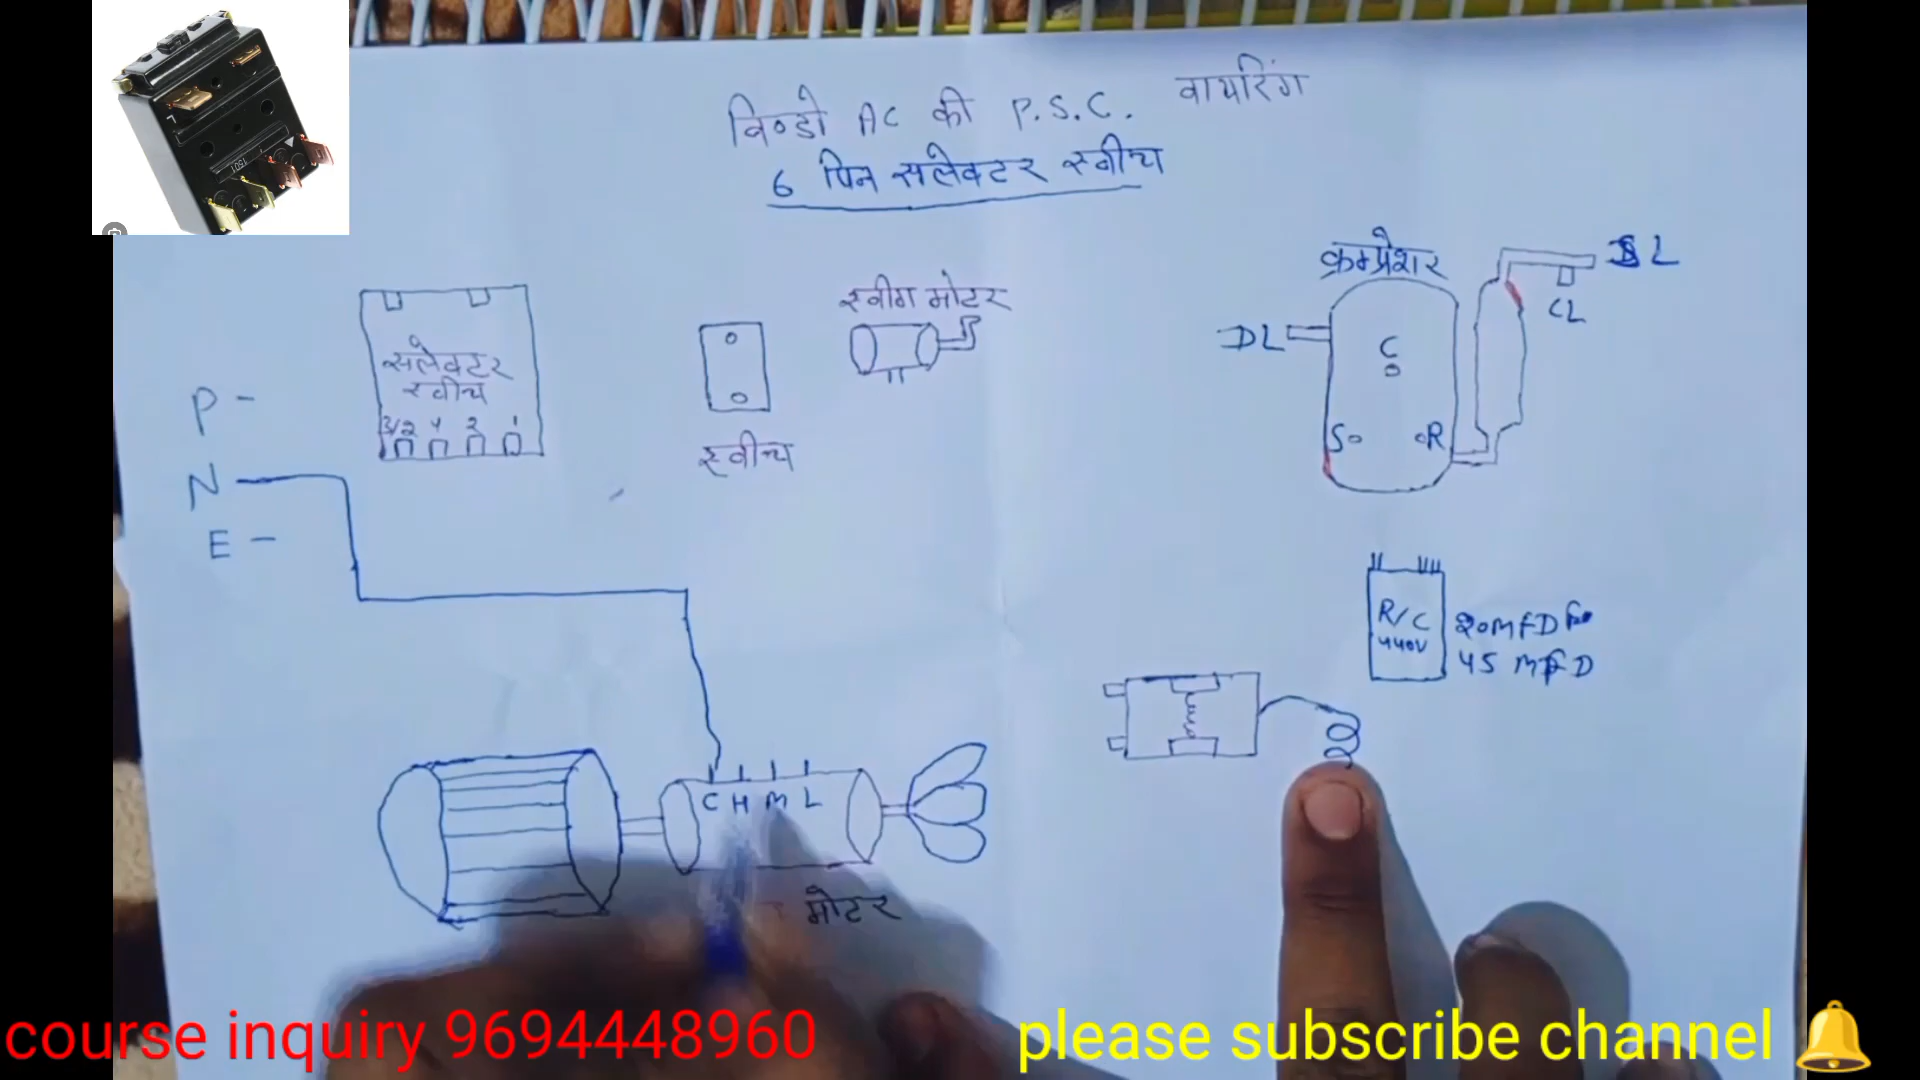 विण्डो AC की P.S.C. वायरिंग
6 पिन सलेक्टर स्वीच
सलेक्टर
स्वीच
3/2 4 2 1
स्वीग मोटर
स्वीच
P -
N
E -
कम्प्रेशर
SL
CL
DL
C
S R
R/C
440V
45 MFD
C H M L
मोटर
course inquiry 9694448960
please subscribe channel